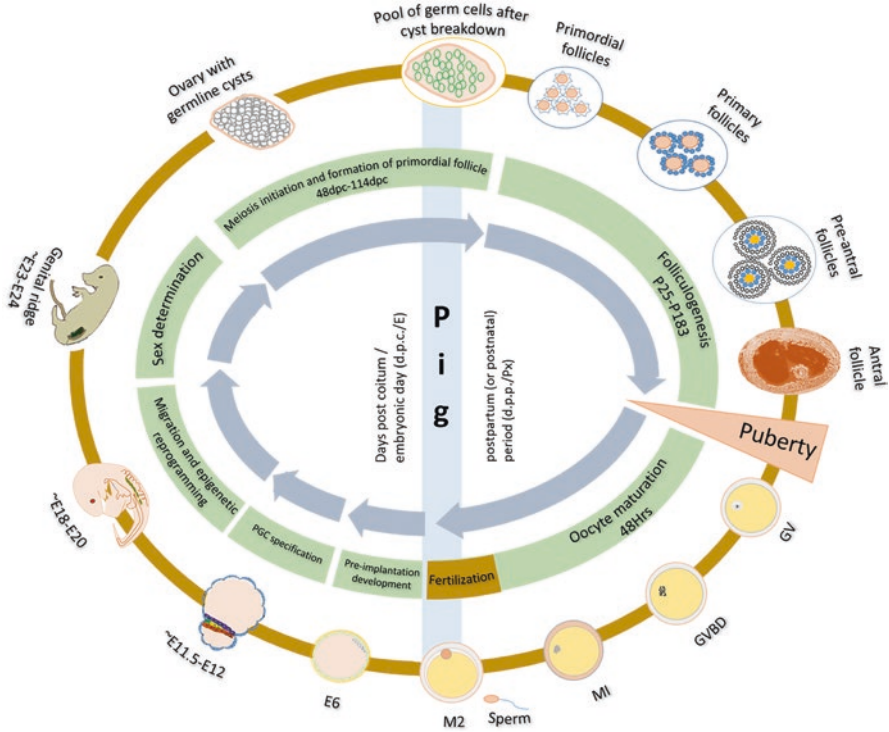 Pool of germ cells after
cyst breakdown
Primordial
follicles
Primary
follicles
Pre-antral
follicles
Antral
follicle
Puberty
GV
GVBD
MI
Sperm
M2
E6
~E11.5-E12
~E18-E20
Genital ridge
~E23-E24
Ovary with
germline cysts
Meiosis initiation and formation of primordial follicle
48dpc-114dpc
Folliculogenesis
P25-P183
Oocyte maturation
48Hrs
Fertilization
Pre-implantation
development
PGC specification
Migration and epigenetic
reprogramming
Sex determination
Days post coitum /
embryonic day (d.p.c./E)
P
i
g
postpartum (or postnatal)
period (d.p.p./Px)